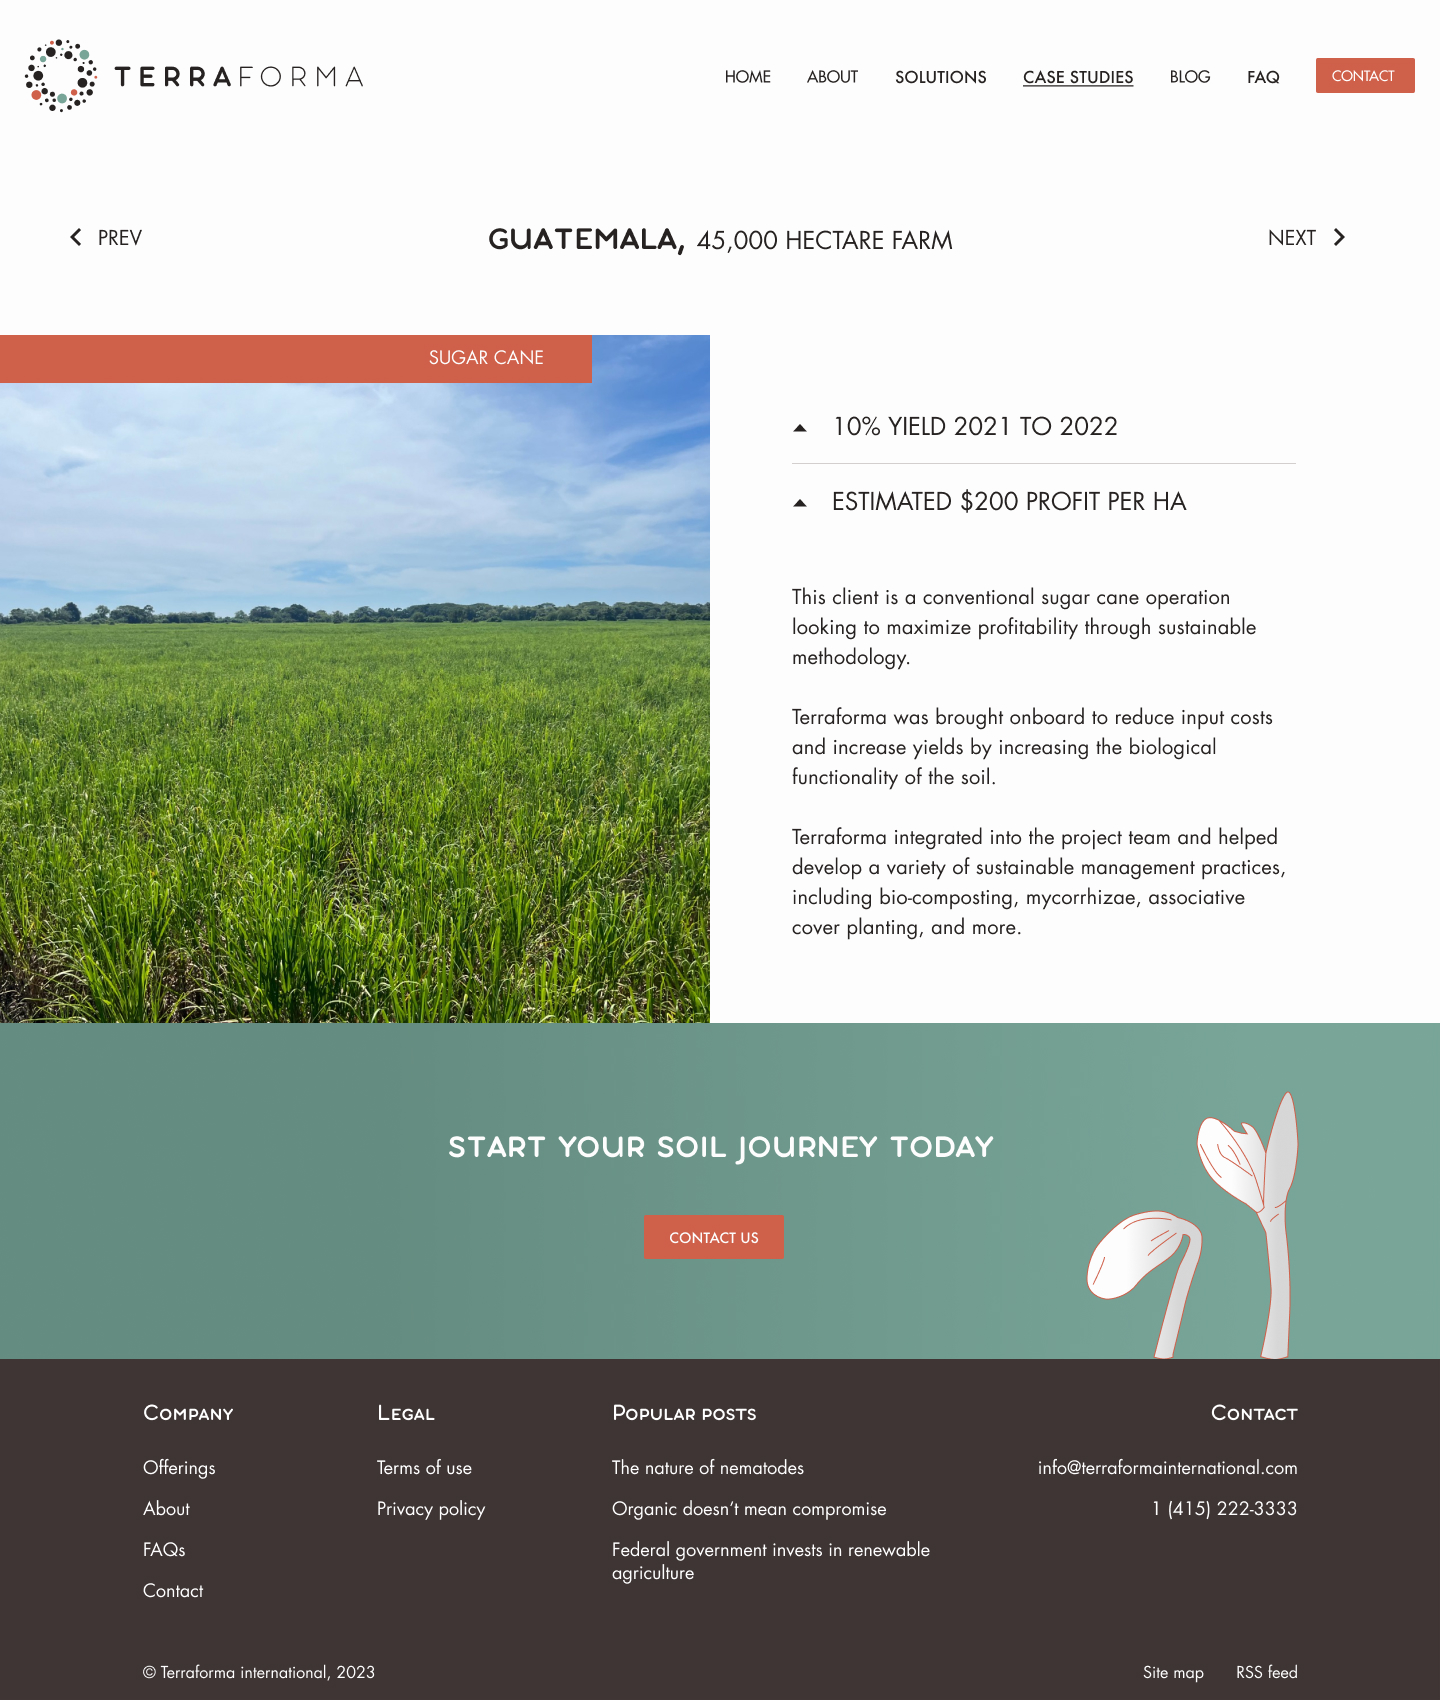 TERRAFORMA
HOME ABOUT SOLUTIONS CASE STUDIES BLOG FAQ CONTACT
PREV
GUATEMALA, 45,000 HECTARE FARM
NEXT
SUGAR CANE
10% YIELD 2021 TO 2022
ESTIMATED $200 PROFIT PER HA
This client is a conventional sugar cane operation
looking to maximize profitability through sustainable
methodology.
Terraforma was brought onboard to reduce input costs
and increase yields by increasing the biological
functionality of the soil.
Terraforma integrated into the project team and helped
develop a variety of sustainable management practices,
including bio-composting, mycorrhizae, associative
cover planting, and more.
START YOUR SOIL JOURNEY TODAY
CONTACT US
Company
Offerings
About
FAQs
Contact
Legal
Terms of use
Privacy policy
Popular posts
The nature of nematodes
Organic doesn't mean compromise
Federal government invests in renewable
agriculture
Contact
info@terraformainternational.com
1 (415) 222-3333
© Terraforma international, 2023
Site map RSS feed